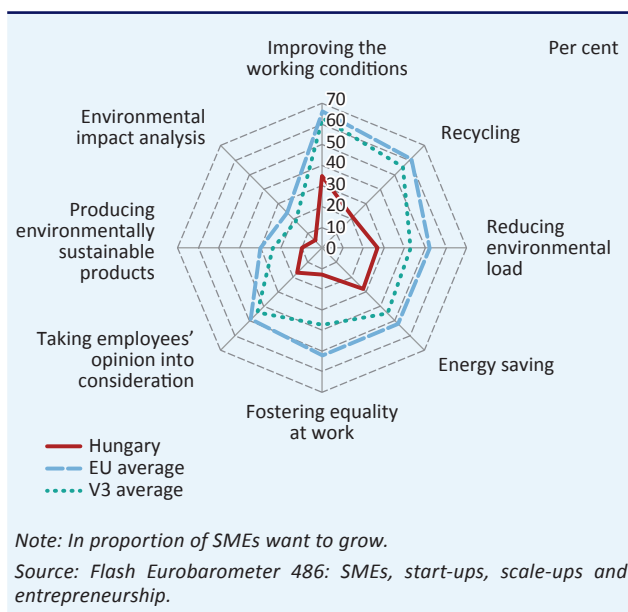 Improving the
working conditions
Per cent
Environmental
impact analysis
Recycling
70
60
50
40
30
20
10
0
Producing
environmentally
sustainable
products
Reducing
environmental
load
Taking employees'
opinion into
consideration
Energy saving
Fostering equality
at work
Hungary
EU average
V3 average
Note: In proportion of SMEs want to grow.
Source: Flash Eurobarometer 486: SMEs, start-ups, scale-ups and
entrepreneurship.